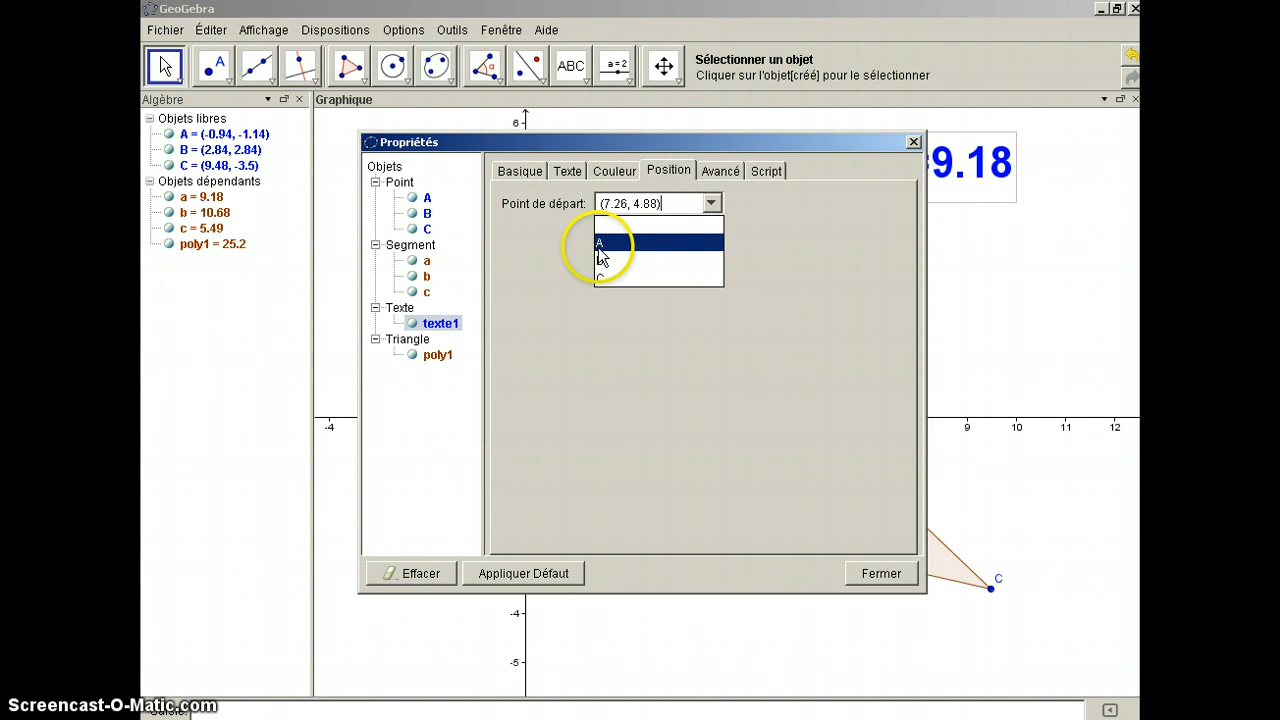 GeoGebra
Fichier Éditer Affichage Dispositions Options Outils Fenêtre Aide
A
α
ABC
a=2
Sélectionner un objet
Cliquer sur l'objet[créé] pour le sélectionner
Algèbre
Graphique
Objets libres
A = (-0.94, -1.14)
B = (2.84, 2.84)
C = (9.48, -3.5)
Objets dépendants
a = 9.18
b = 10.68
c = 5.49
poly1 = 25.2
6
=9.18
Propriétés
Objets
Point
A
B
C
Segment
a
b
c
Texte
texte1
Triangle
poly1
Basique Texte Couleur Position Avancé Script
Point de départ: (7.26, 4.88)
A
C
Effacer
Appliquer Défaut
Fermer
-4 9 10 11 12
C
-4
-5
Screencast-O-Matic.com